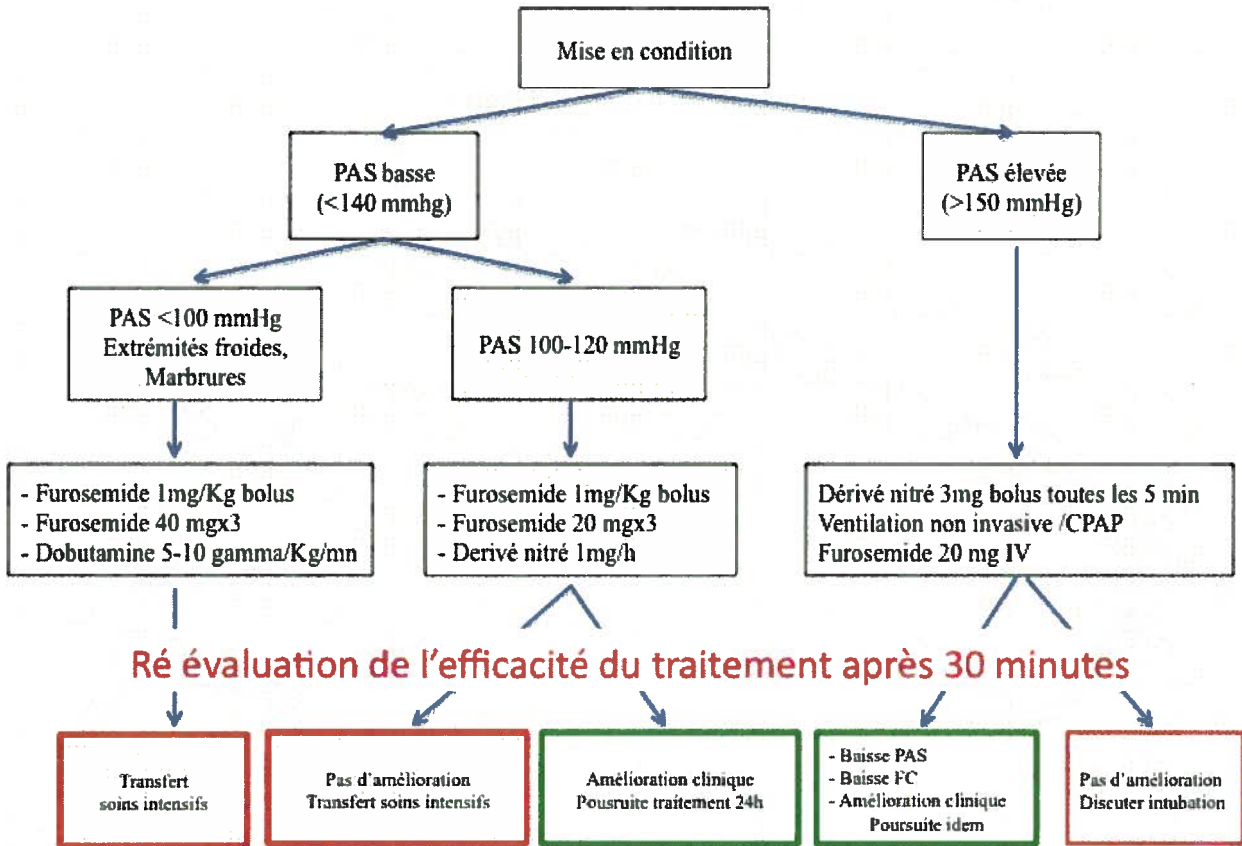 Mise en condition
PAS basse
(<140 mmhg)
PAS élevée
(>150 mmHg)
PAS <100 mmHg
Extrémités froides,
Marbrures
PAS 100-120 mmHg
- Furosemide 1mg/Kg bolus
- Furosemide 40 mgx3
- Dobutamine 5-10 gamma/Kg/mn
- Furosemide 1mg/Kg bolus
- Furosemide 20 mgx3
- Derivé nitré 1mg/h
Dérivé nitré 3mg bolus toutes les 5 min
Ventilation non invasive /CPAP
Furosemide 20 mg IV
Ré évaluation de l'efficacité du traitement après 30 minutes
Transfert
soins intensifs
Pas d'amélioration
Transfert soins intensifs
Amélioration clinique
Pousruite traitement 24h
- Baisse PAS
- Baisse FC
- Amélioration clinique
Poursuite idem
Pas d'amélioration
Discuter intubation